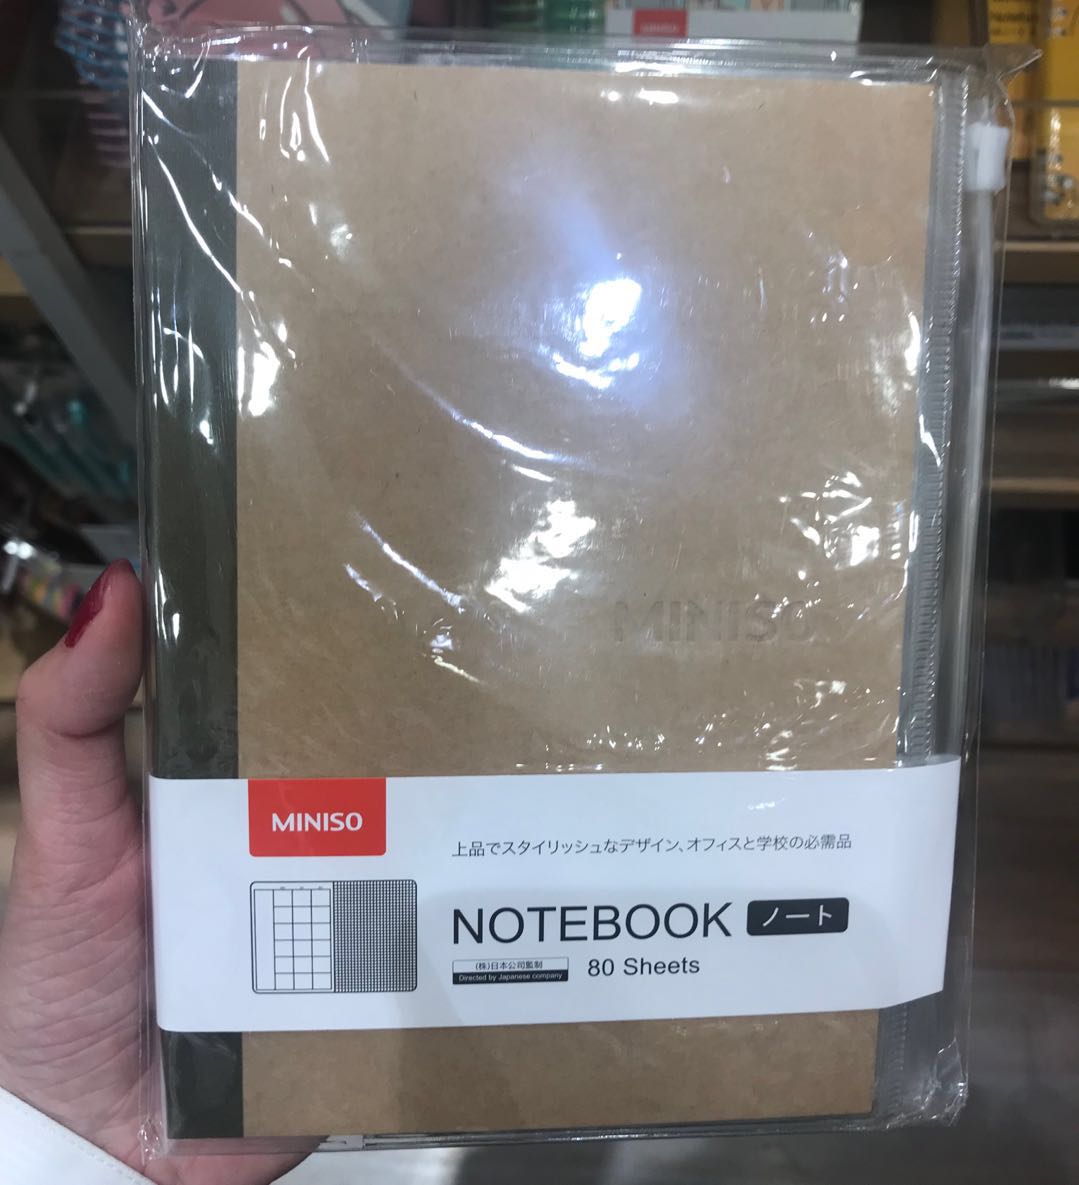 MINISO
MINISO
MINISO
上品でスタイリッシュなデザイン、オフィスと学校の必需品
NOTEBOOK ノート
(株)日本公司監制
Directed by Japanese company
80 Sheets